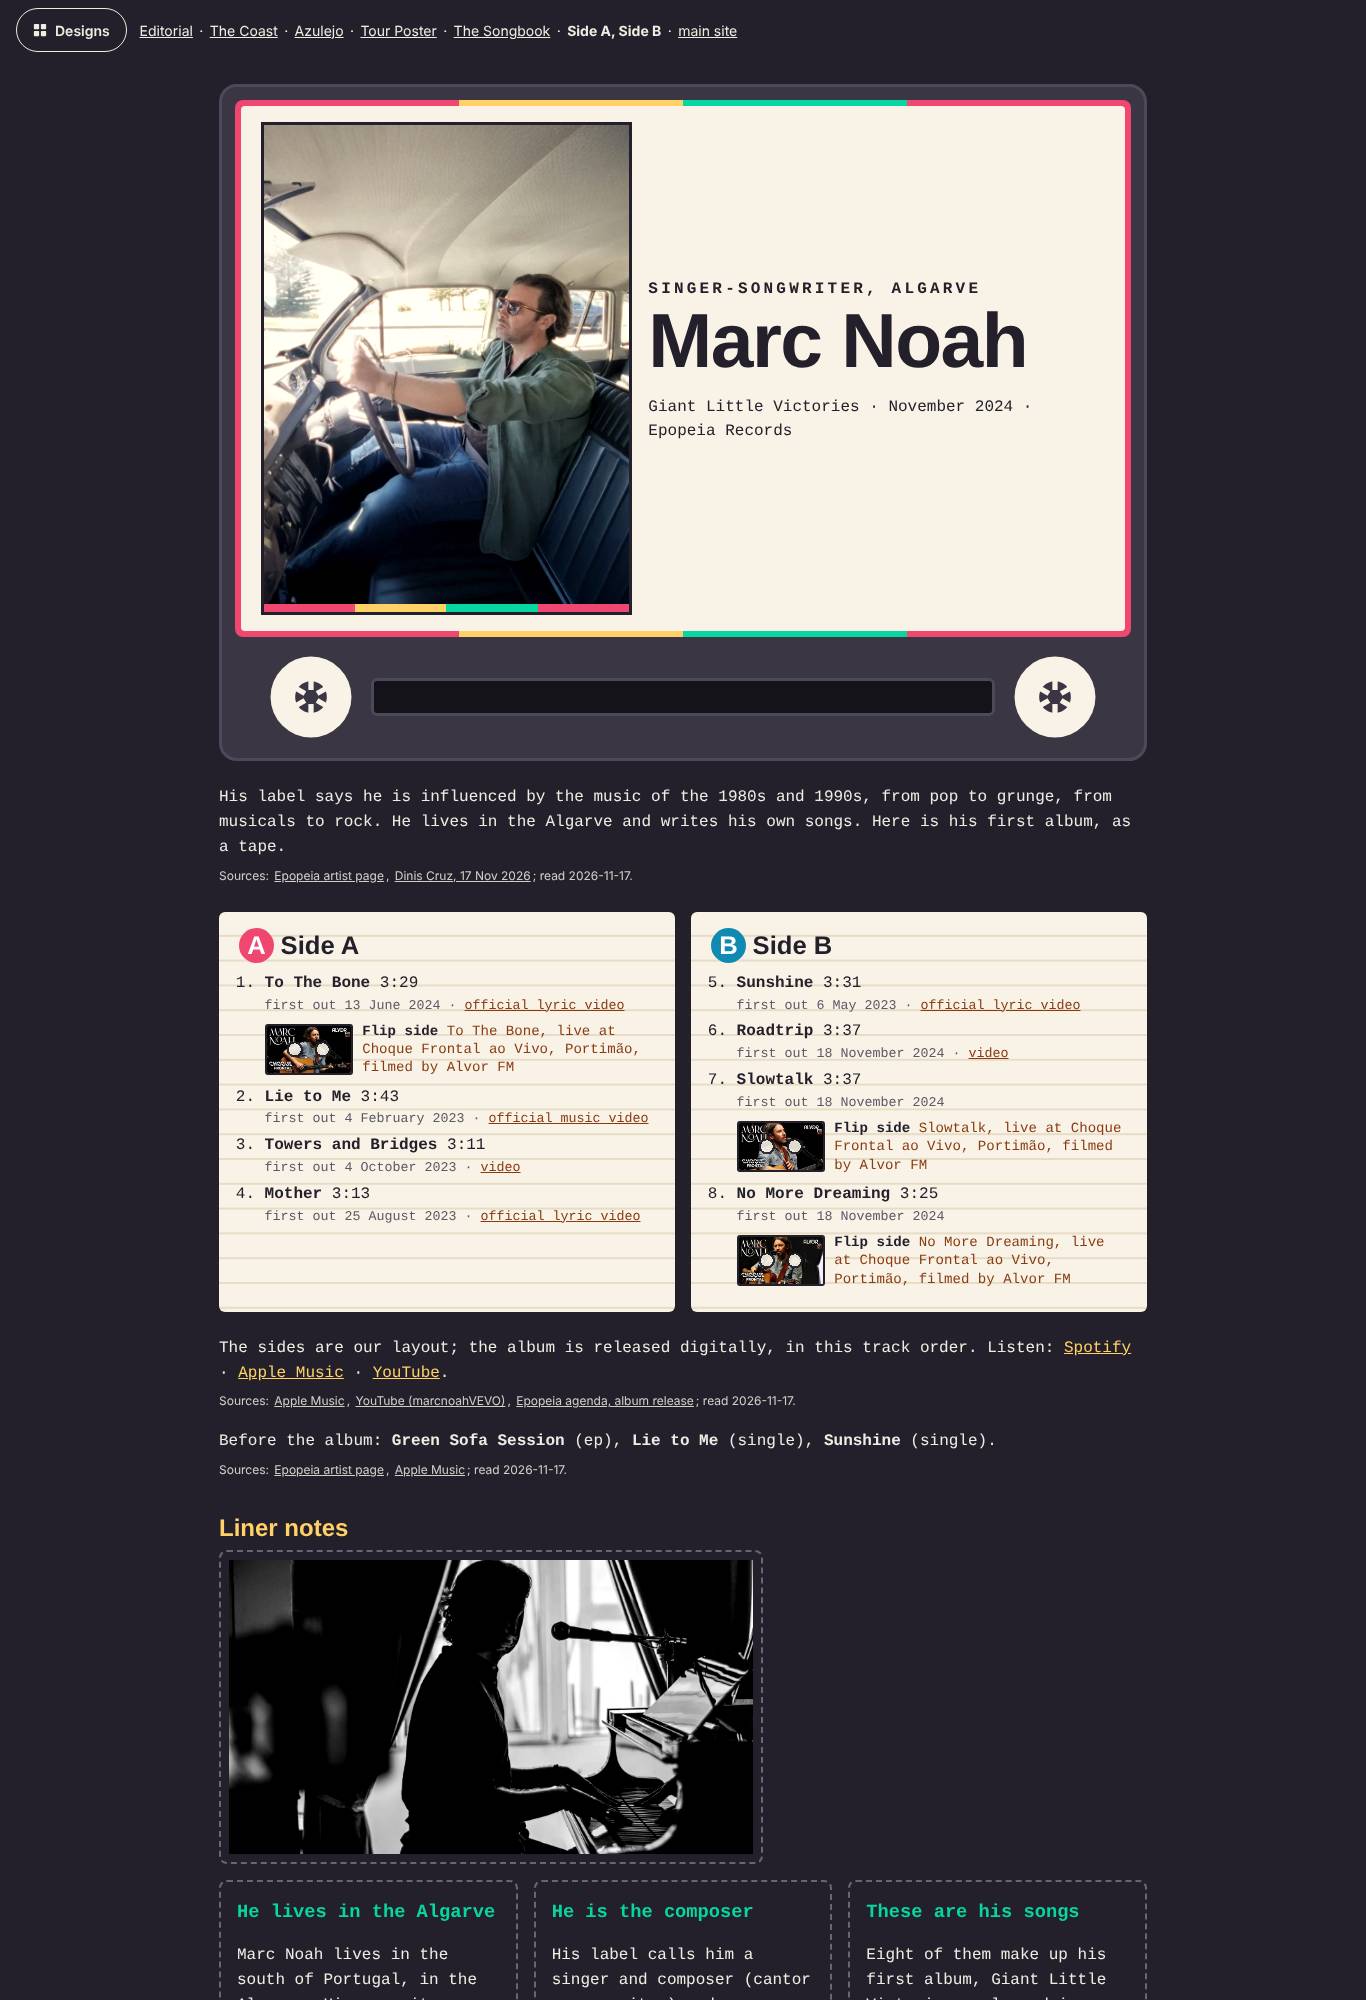 Designs Editorial · The Coast · Azulejo · Tour Poster · The Songbook · Side A, Side B · main site
SINGER-SONGWRITER, ALGARVE
Marc Noah
Giant Little Victories · November 2024 ·
Epopeia Records
His label says he is influenced by the music of the 1980s and 1990s, from pop to grunge, from
musicals to rock. He lives in the Algarve and writes his own songs. Here is his first album, as
a tape.
Sources: Epopeia artist page, Dinis Cruz, 17 Nov 2026; read 2026-11-17.
A Side A
1. To The Bone 3:29
first out 13 June 2024 · official lyric video
MARC NOAH
Flip side To The Bone, live at
Choque Frontal ao Vivo, Portimão,
filmed by Alvor FM
2. Lie to Me 3:43
first out 4 February 2023 · official music video
3. Towers and Bridges 3:11
first out 4 October 2023 · video
4. Mother 3:13
first out 25 August 2023 · official lyric video
B Side B
5. Sunshine 3:31
first out 6 May 2023 · official lyric video
6. Roadtrip 3:37
first out 18 November 2024 · video
7. Slowtalk 3:37
first out 18 November 2024
MARC NOAH
Flip side Slowtalk, live at Choque
Frontal ao Vivo, Portimão, filmed
by Alvor FM
8. No More Dreaming 3:25
first out 18 November 2024
MARC NOAH
Flip side No More Dreaming, live
at Choque Frontal ao Vivo,
Portimão, filmed by Alvor FM
The sides are our layout; the album is released digitally, in this track order. Listen: Spotify
· Apple Music · YouTube.
Sources: Apple Music, YouTube (marcnoahVEVO), Epopeia agenda, album release; read 2026-11-17.
Before the album: Green Sofa Session (ep), Lie to Me (single), Sunshine (single).
Sources: Epopeia artist page, Apple Music; read 2026-11-17.
Liner notes
He lives in the Algarve
Marc Noah lives in the
south of Portugal, in the
He is the composer
His label calls him a
singer and composer (cantor
These are his songs
Eight of them make up his
first album, Giant Little